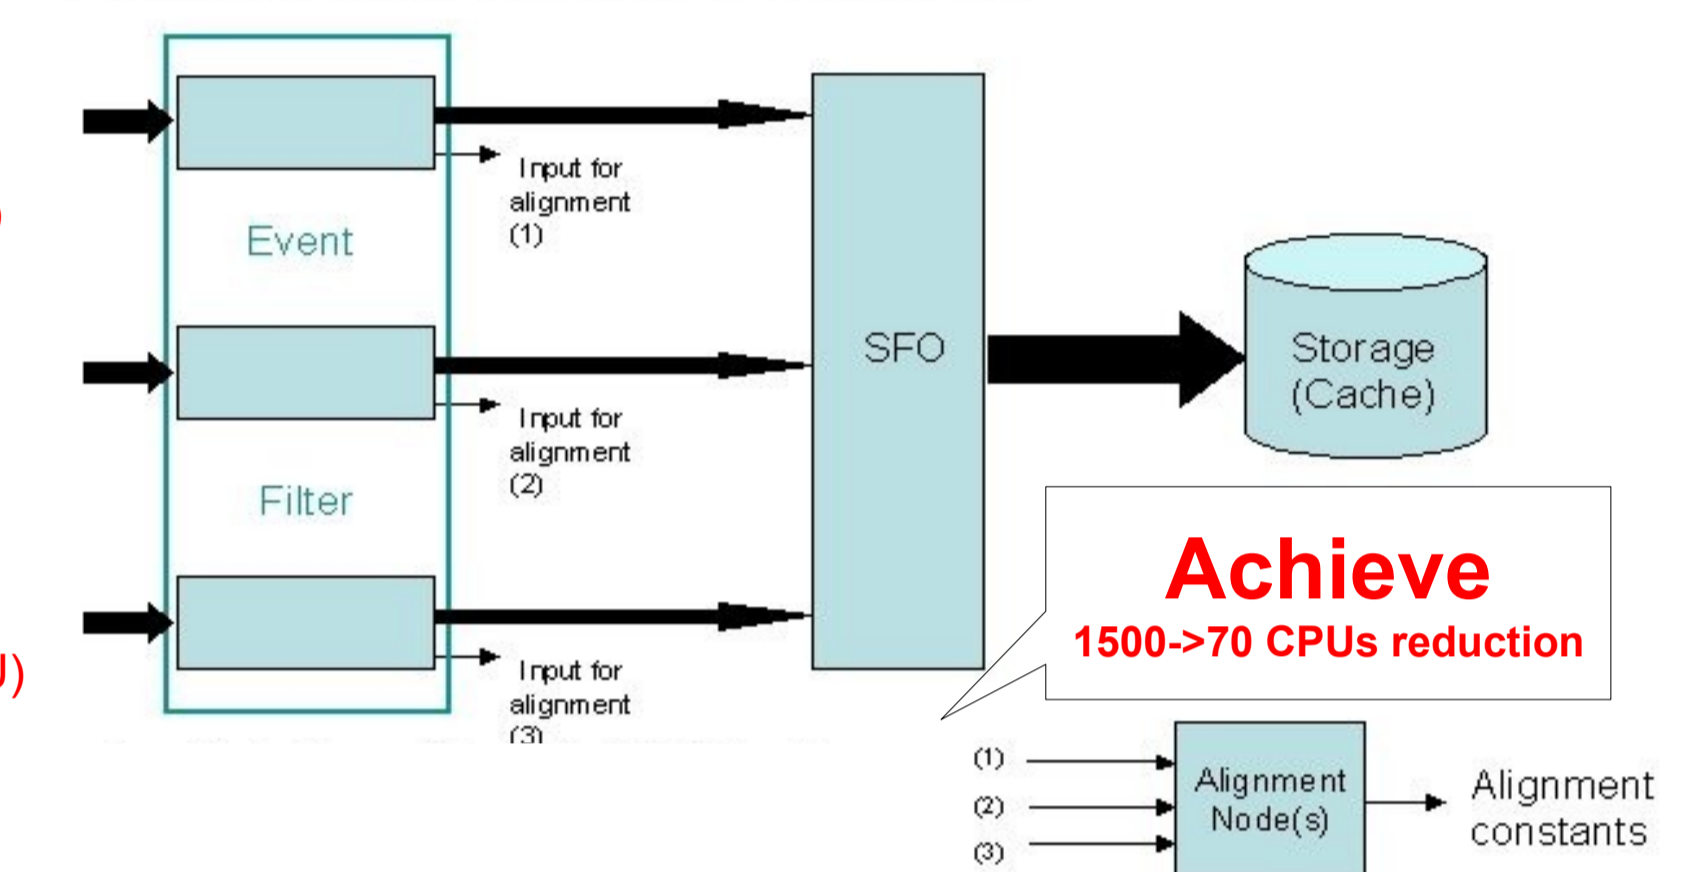 Input for
alignment
(1)
Event
Input for
alignment
(2)
Filter
Input for
alignment
(3)
SFO
Storage
(Cache)
Achieve
1500->70 CPUs reduction
(1)
(2)
(3)
Alignment
Node(s)
Alignment
constants